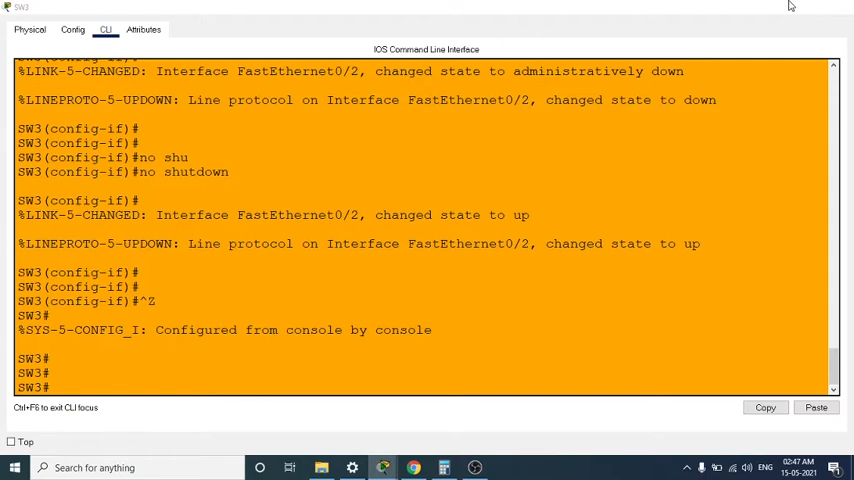 SW3
Physical Config CLI Attributes
IOS Command Line Interface
%LINK-5-CHANGED: Interface FastEthernet0/2, changed state to administratively down
%LINEPROTO-5-UPDOWN: Line protocol on Interface FastEthernet0/2, changed state to down
SW3(config-if)#
SW3(config-if)#
SW3(config-if)#no shu
SW3(config-if)#no shutdown
SW3(config-if)#
%LINK-5-CHANGED: Interface FastEthernet0/2, changed state to up
%LINEPROTO-5-UPDOWN: Line protocol on Interface FastEthernet0/2, changed state to up
SW3(config-if)#
SW3(config-if)#
SW3(config-if)#^Z
SW3#
%SYS-5-CONFIG_I: Configured from console by console
SW3#
SW3#
SW3#
Ctrl+F6 to exit CLI focus
Copy Paste
Top
Search for anything
ENG
02:47 AM
15-05-2021